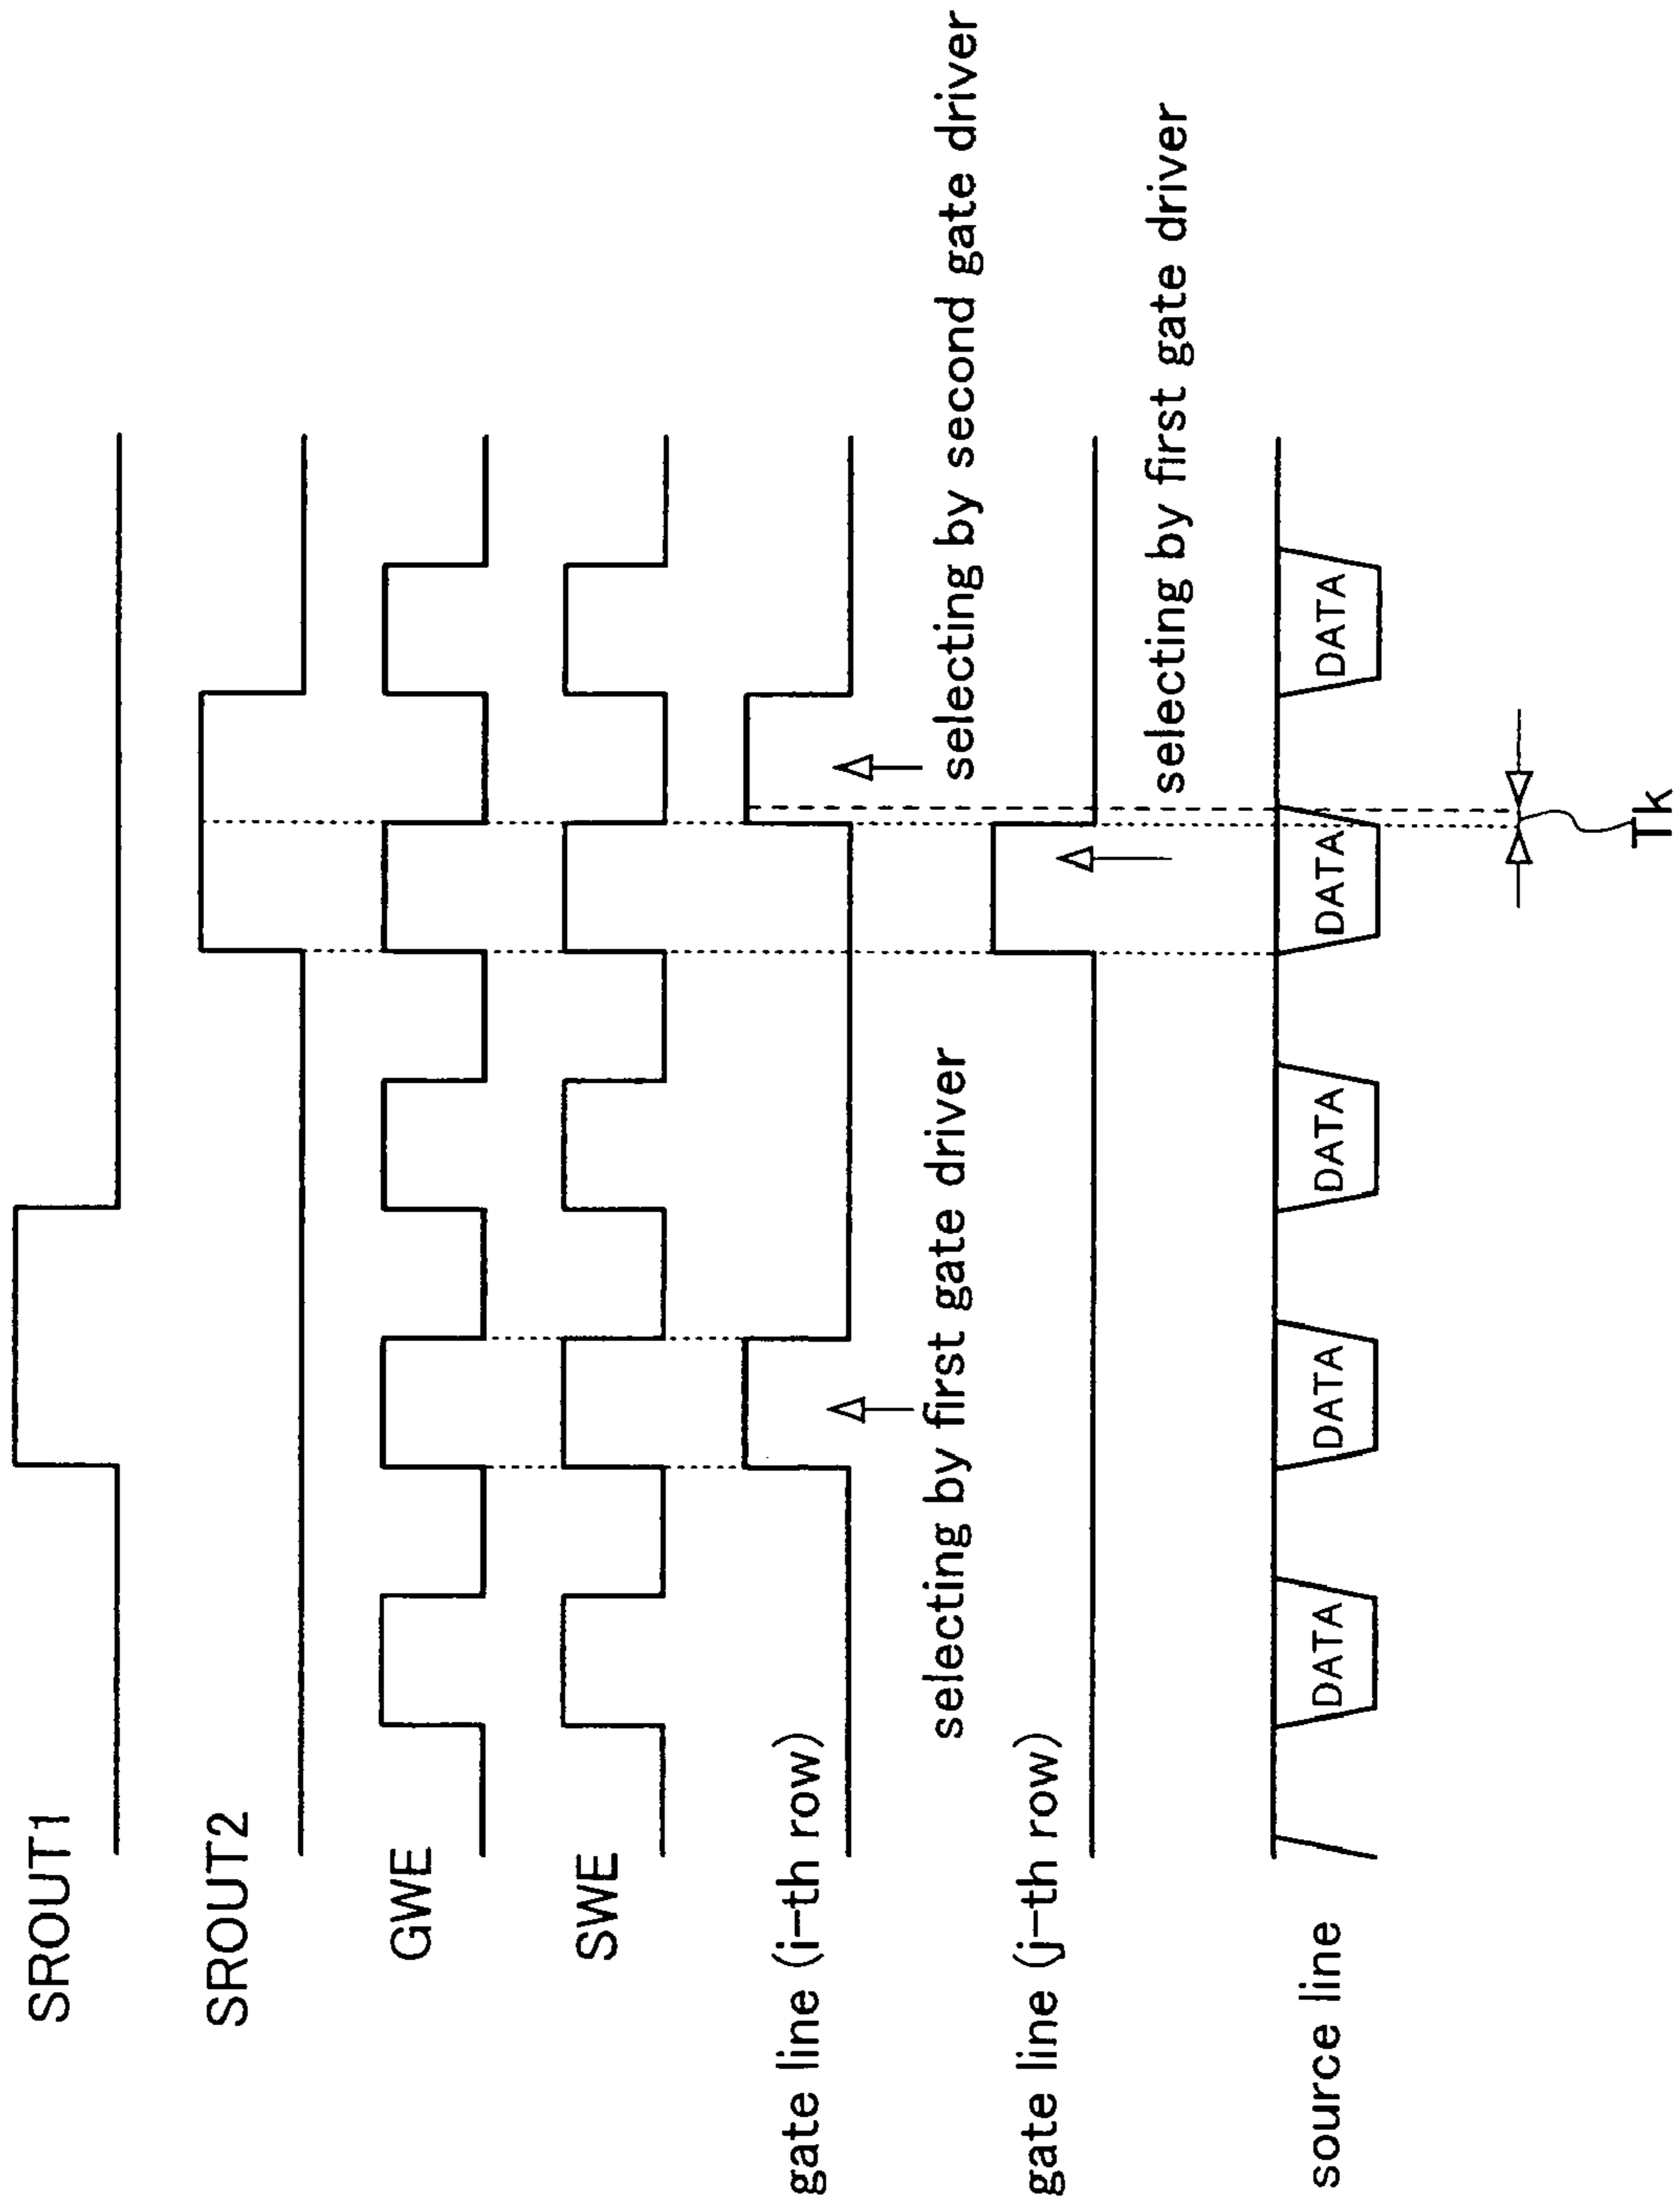 SROUT1
SROUT2
GWE
SWE
gate line (i-th row)
selecting by first gate driver
selecting by second gate driver
gate line (j-th row)
selecting by first gate driver
source line
DATA
DATA
DATA
DATA
DATA
Tk